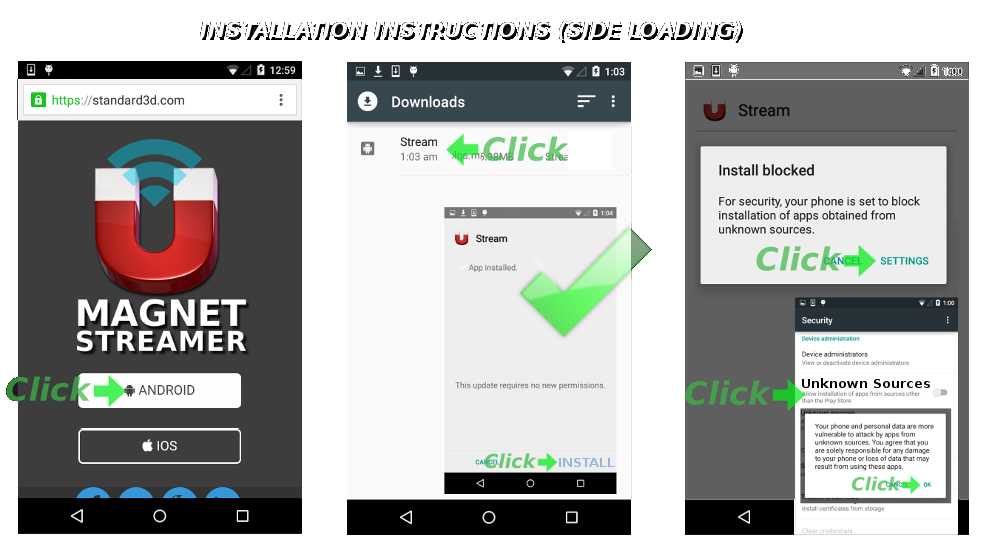 INSTALLATION INSTRUCTIONS (SIDE LOADING)
12:59
https://standard3d.com
MAGNET
STREAMER
Click
ANDROID
IOS
1:03
Downloads
Stream
1:03 am
Click
1:04
Stream
App installed.
This update requires no new permissions.
Click
INSTALL
Stream
Install blocked
For security, your phone is set to block
installation of apps obtained from
unknown sources.
Click
CANCEL
SETTINGS
1:00
Security
Device administration
Device administrators
View or deactivate device administrators
Click
Unknown Sources
Allow installation of apps from sources other
than the Play Store
Your phone and personal data are more
vulnerable to attack by apps from
unknown sources. You agree that you
are solely responsible for any damage
to your phone or loss of data that may
result from using these apps.
Click
OK
Install certificates from storage
Clear credentials